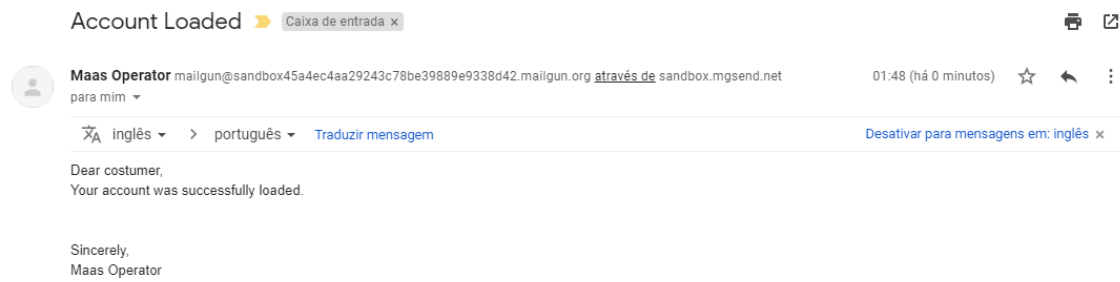 Account Loaded Caixa de entrada x
Maas Operator mailgun@sandbox45a4ec4aa29243c78be39889e9338d42.mailgun.org através de sandbox.mgsend.net 01:48 (há 0 minutos)
para mim
inglês > português Traduzir mensagem Desativar para mensagens em: inglês x
Dear costumer,
Your account was successfully loaded.
Sincerely,
Maas Operator